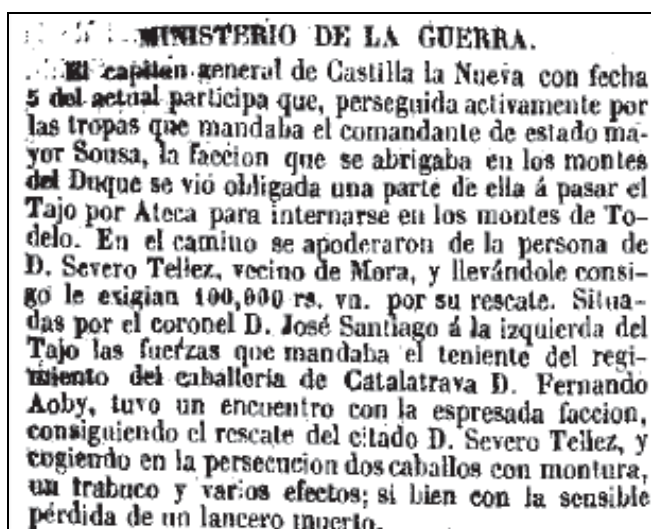 MINISTERIO DE LA GUERRA.
El capitan general de Castilla la Nueva con fecha
5 del actual participa que, perseguida activamente por
las tropas que mandaba el comandante de estado ma-
yor Sousa, la faccion que se abrigaba en los montes
del Duque se vió obligada una parte de ella á pasar el
Tajo por Ateca para internarse en los montes de To-
delo. En el camino se apoderaron de la persona de
D. Severo Tellez, vecino de Mora, y llevándole consi-
go le exigian 100,000 rs. vn. por su rescate. Situa-
das por el coronel D. José Santiago á la izquierda del
Tajo las fuerzas que mandaba el teniente del regi-
miento del caballería de Catalatrava D. Fernando
Aoby, tuvo un encuentro con la espresada faccion,
consiguiendo el rescate del citado D. Severo Tellez, y
cogiendo en la persecucion dos caballos con montura,
un trabuco y varios efectos; si bien con la sensible
pérdida de un lancero muerto.